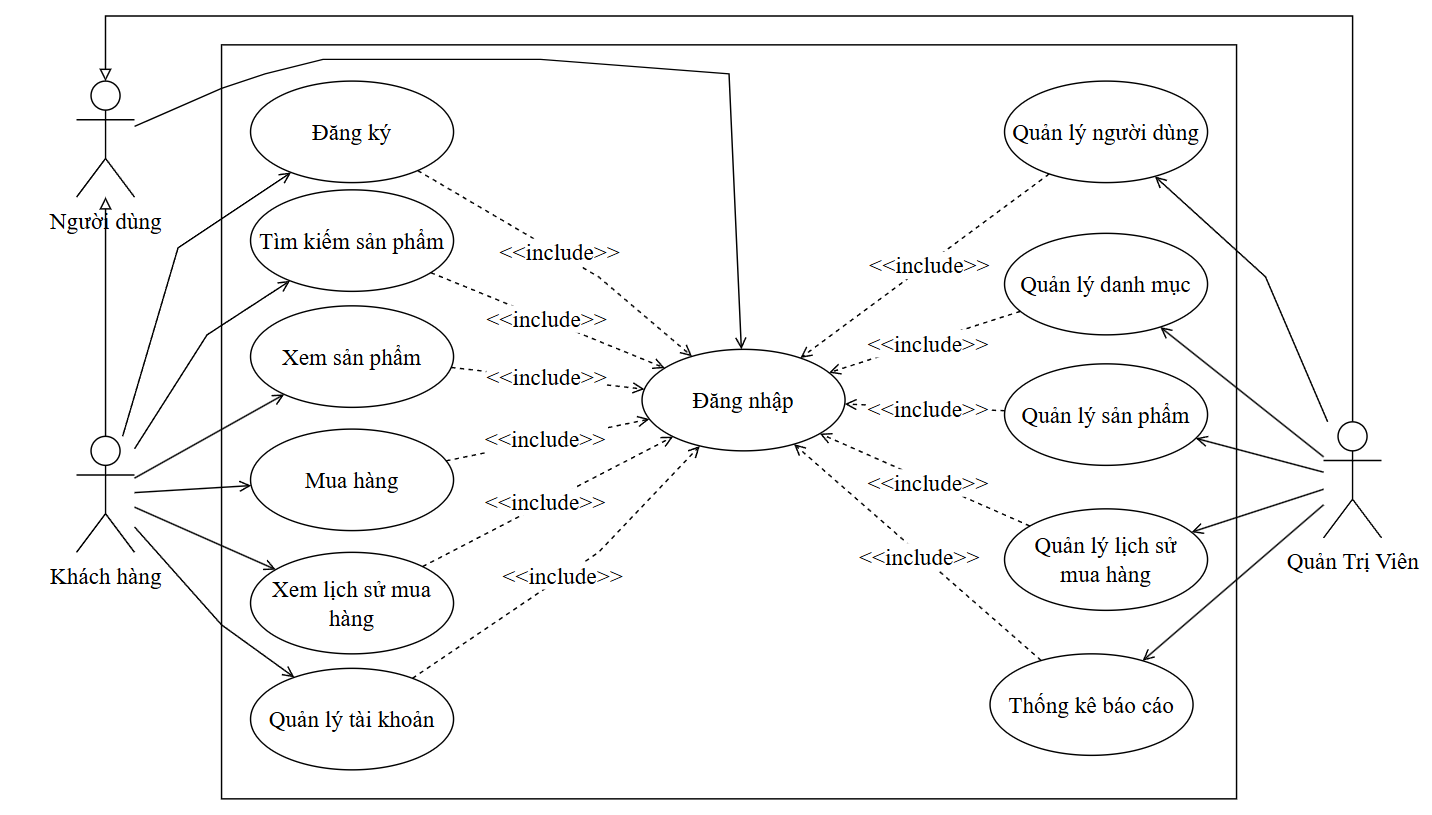 Người dùng
Khách hàng
Đăng ký
Tìm kiếm sản phẩm
Xem sản phẩm
Mua hàng
Xem lịch sử mua
hàng
Quản lý tài khoản
<<include>>
<<include>>
<<include>>
<<include>>
<<include>>
<<include>>
Đăng nhập
<<include>>
<<include>>
<<include>>
<<include>>
<<include>>
Quản lý người dùng
Quản lý danh mục
Quản lý sản phẩm
Quản lý lịch sử
mua hàng
Thống kê báo cáo
Quản Trị Viên